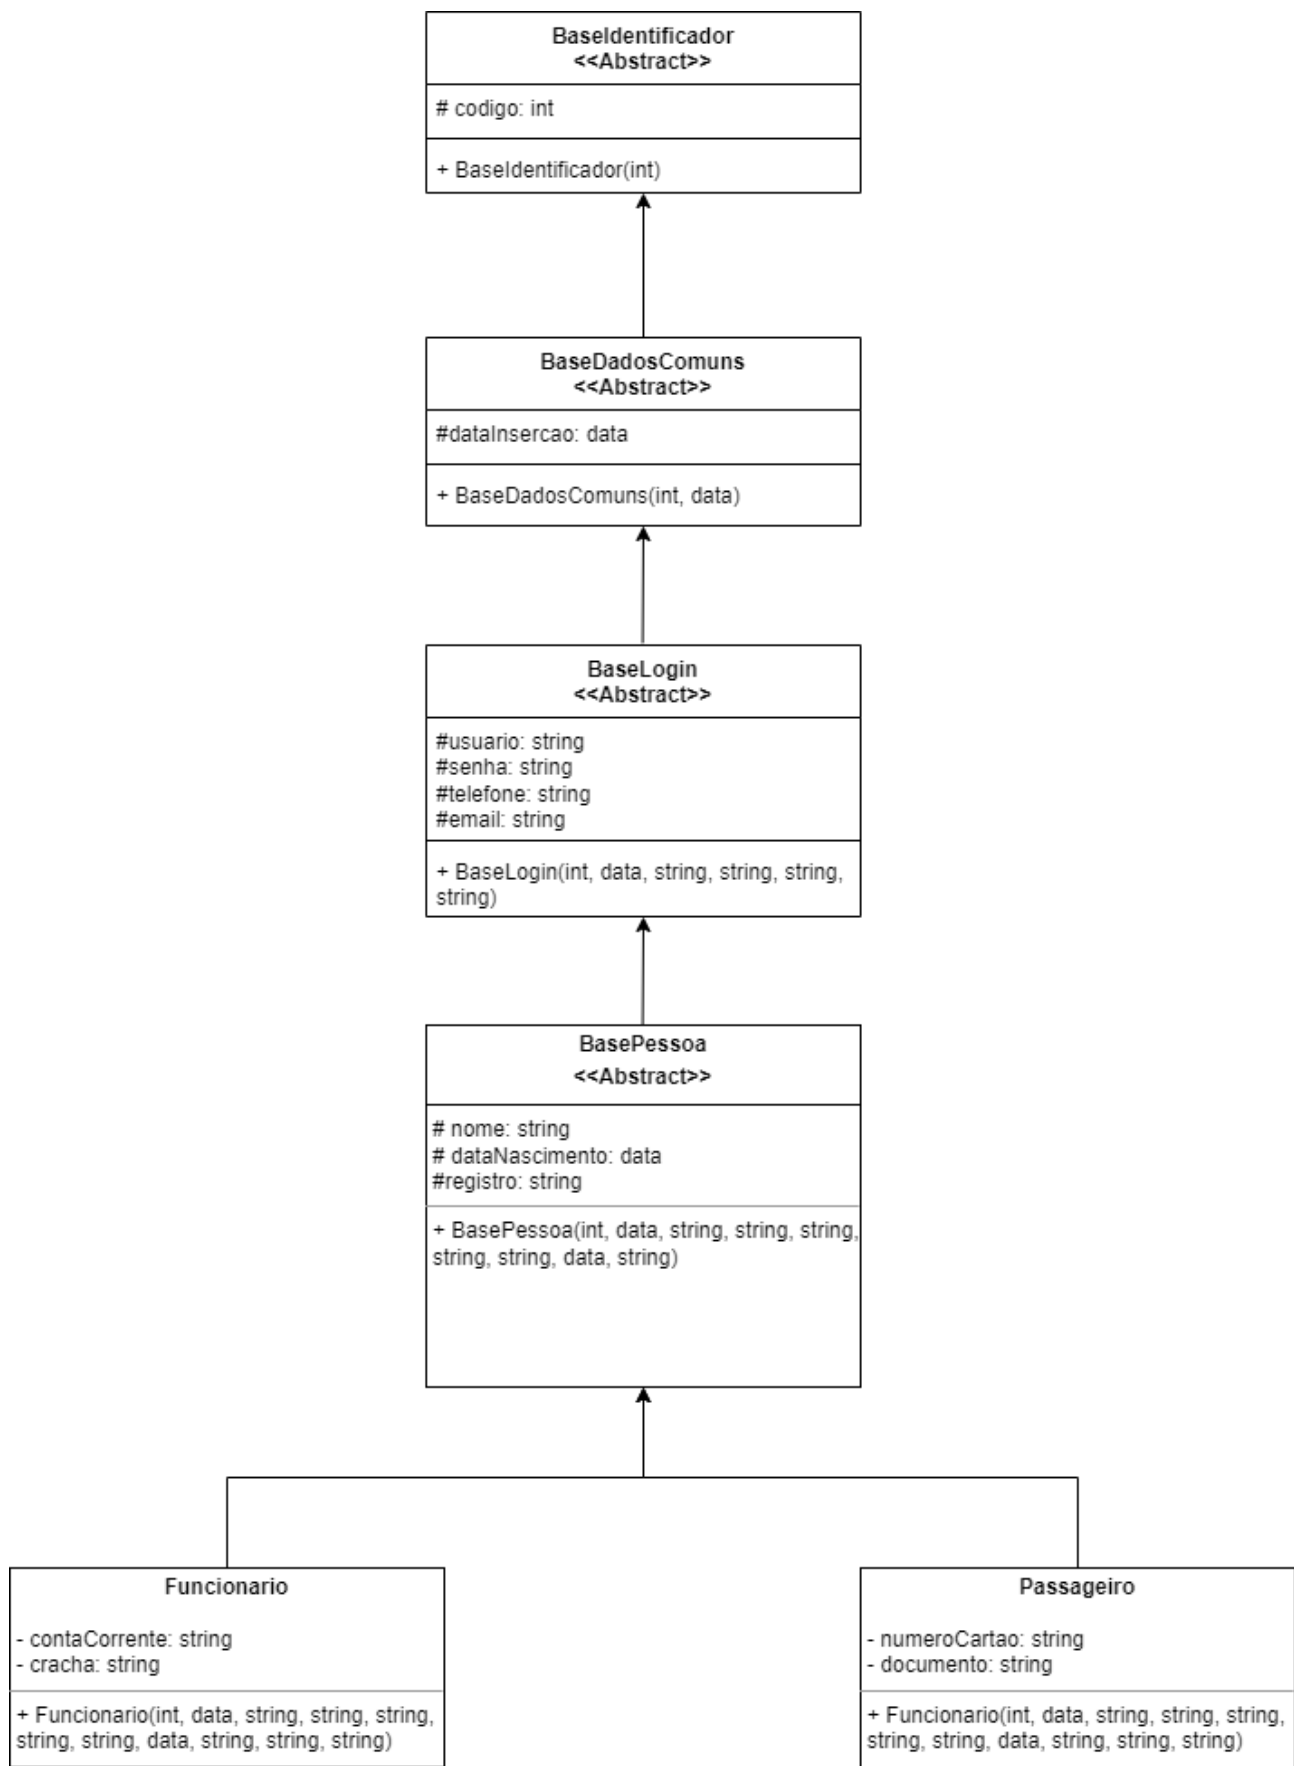 BaseIdentificador
<<Abstract>>
# codigo: int
+ BaseIdentificador(int)
BaseDadosComuns
<<Abstract>>
#dataInsercao: data
+ BaseDadosComuns(int, data)
BaseLogin
<<Abstract>>
#usuario: string
#senha: string
#telefone: string
#email: string
+ BaseLogin(int, data, string, string, string,
string)
BasePessoa
<<Abstract>>
# nome: string
# dataNascimento: data
#registro: string
+ BasePessoa(int, data, string, string, string,
string, string, data, string)
Funcionario
- contaCorrente: string
- cracha: string
+ Funcionario(int, data, string, string, string,
string, string, data, string, string, string)
Passageiro
- numeroCartao: string
- documento: string
+ Funcionario(int, data, string, string, string,
string, string, data, string, string, string)